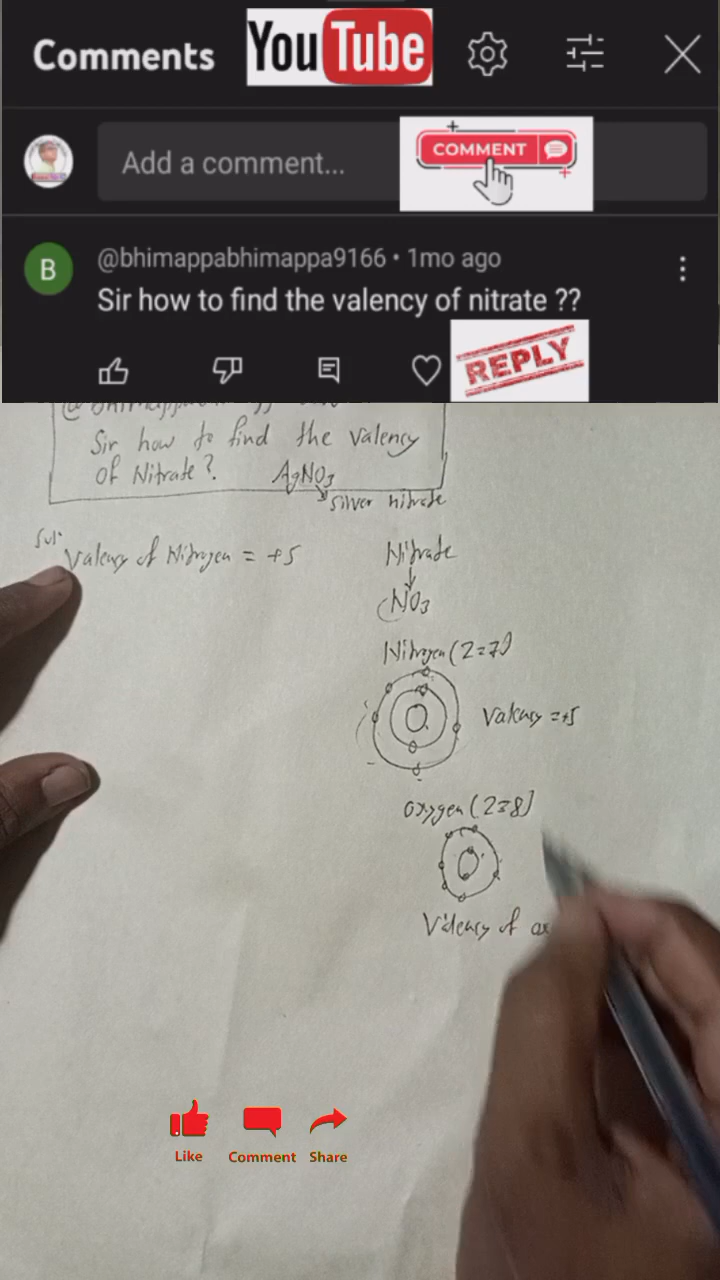 Comments
YouTube
Add a comment...
COMMENT
B
@bhimappabhimappa9166 • 1mo ago
Sir how to find the valency of nitrate ??
REPLY
Sir how to find the valency
of Nitrate? AgNO3
silver nitrate
Sol.
Valency of Nitrogen = +5
Nitrate
NO3
Nitrogen (Z=7)
Valency = +5
Oxygen (Z=8)
Valency of ox
Like
Comment
Share